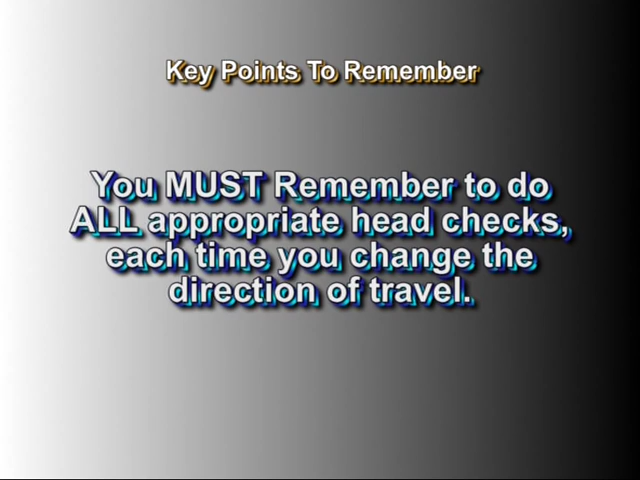 Key Points To Remember
You MUST Remember to do
ALL appropriate head checks,
each time you change the
direction of travel.